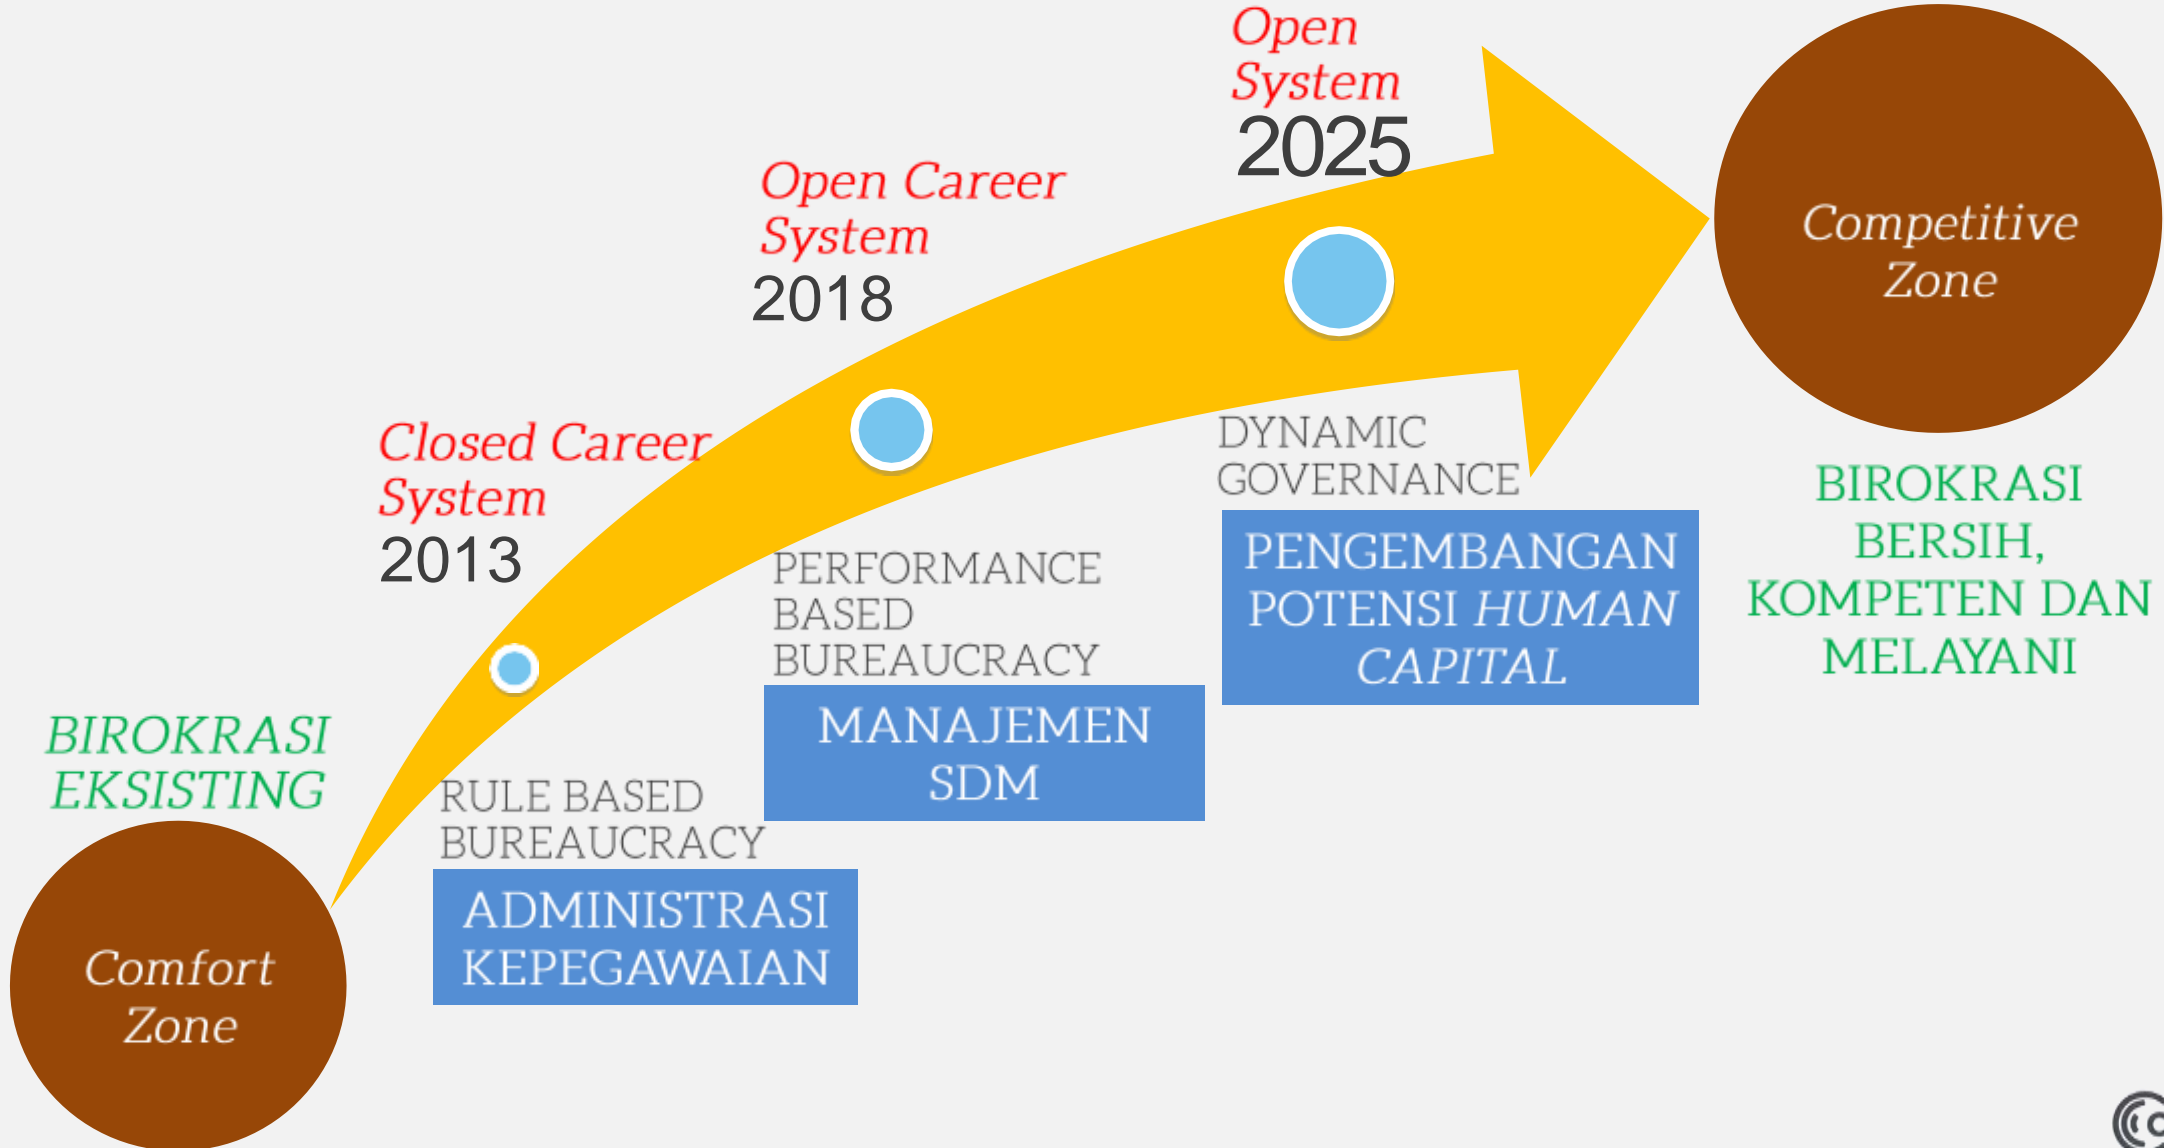 BIROKRASI
EKSISTING
Comfort
Zone
Closed Career
System
2013
RULE BASED
BUREAUCRACY
ADMINISTRASI
KEPEGAWAIAN
Open Career
System
2018
PERFORMANCE
BASED
BUREAUCRACY
MANAJEMEN
SDM
Open
System
2025
DYNAMIC
GOVERNANCE
PENGEMBANGAN
POTENSI HUMAN
CAPITAL
Competitive
Zone
BIROKRASI
BERSIH,
KOMPETEN DAN
MELAYANI